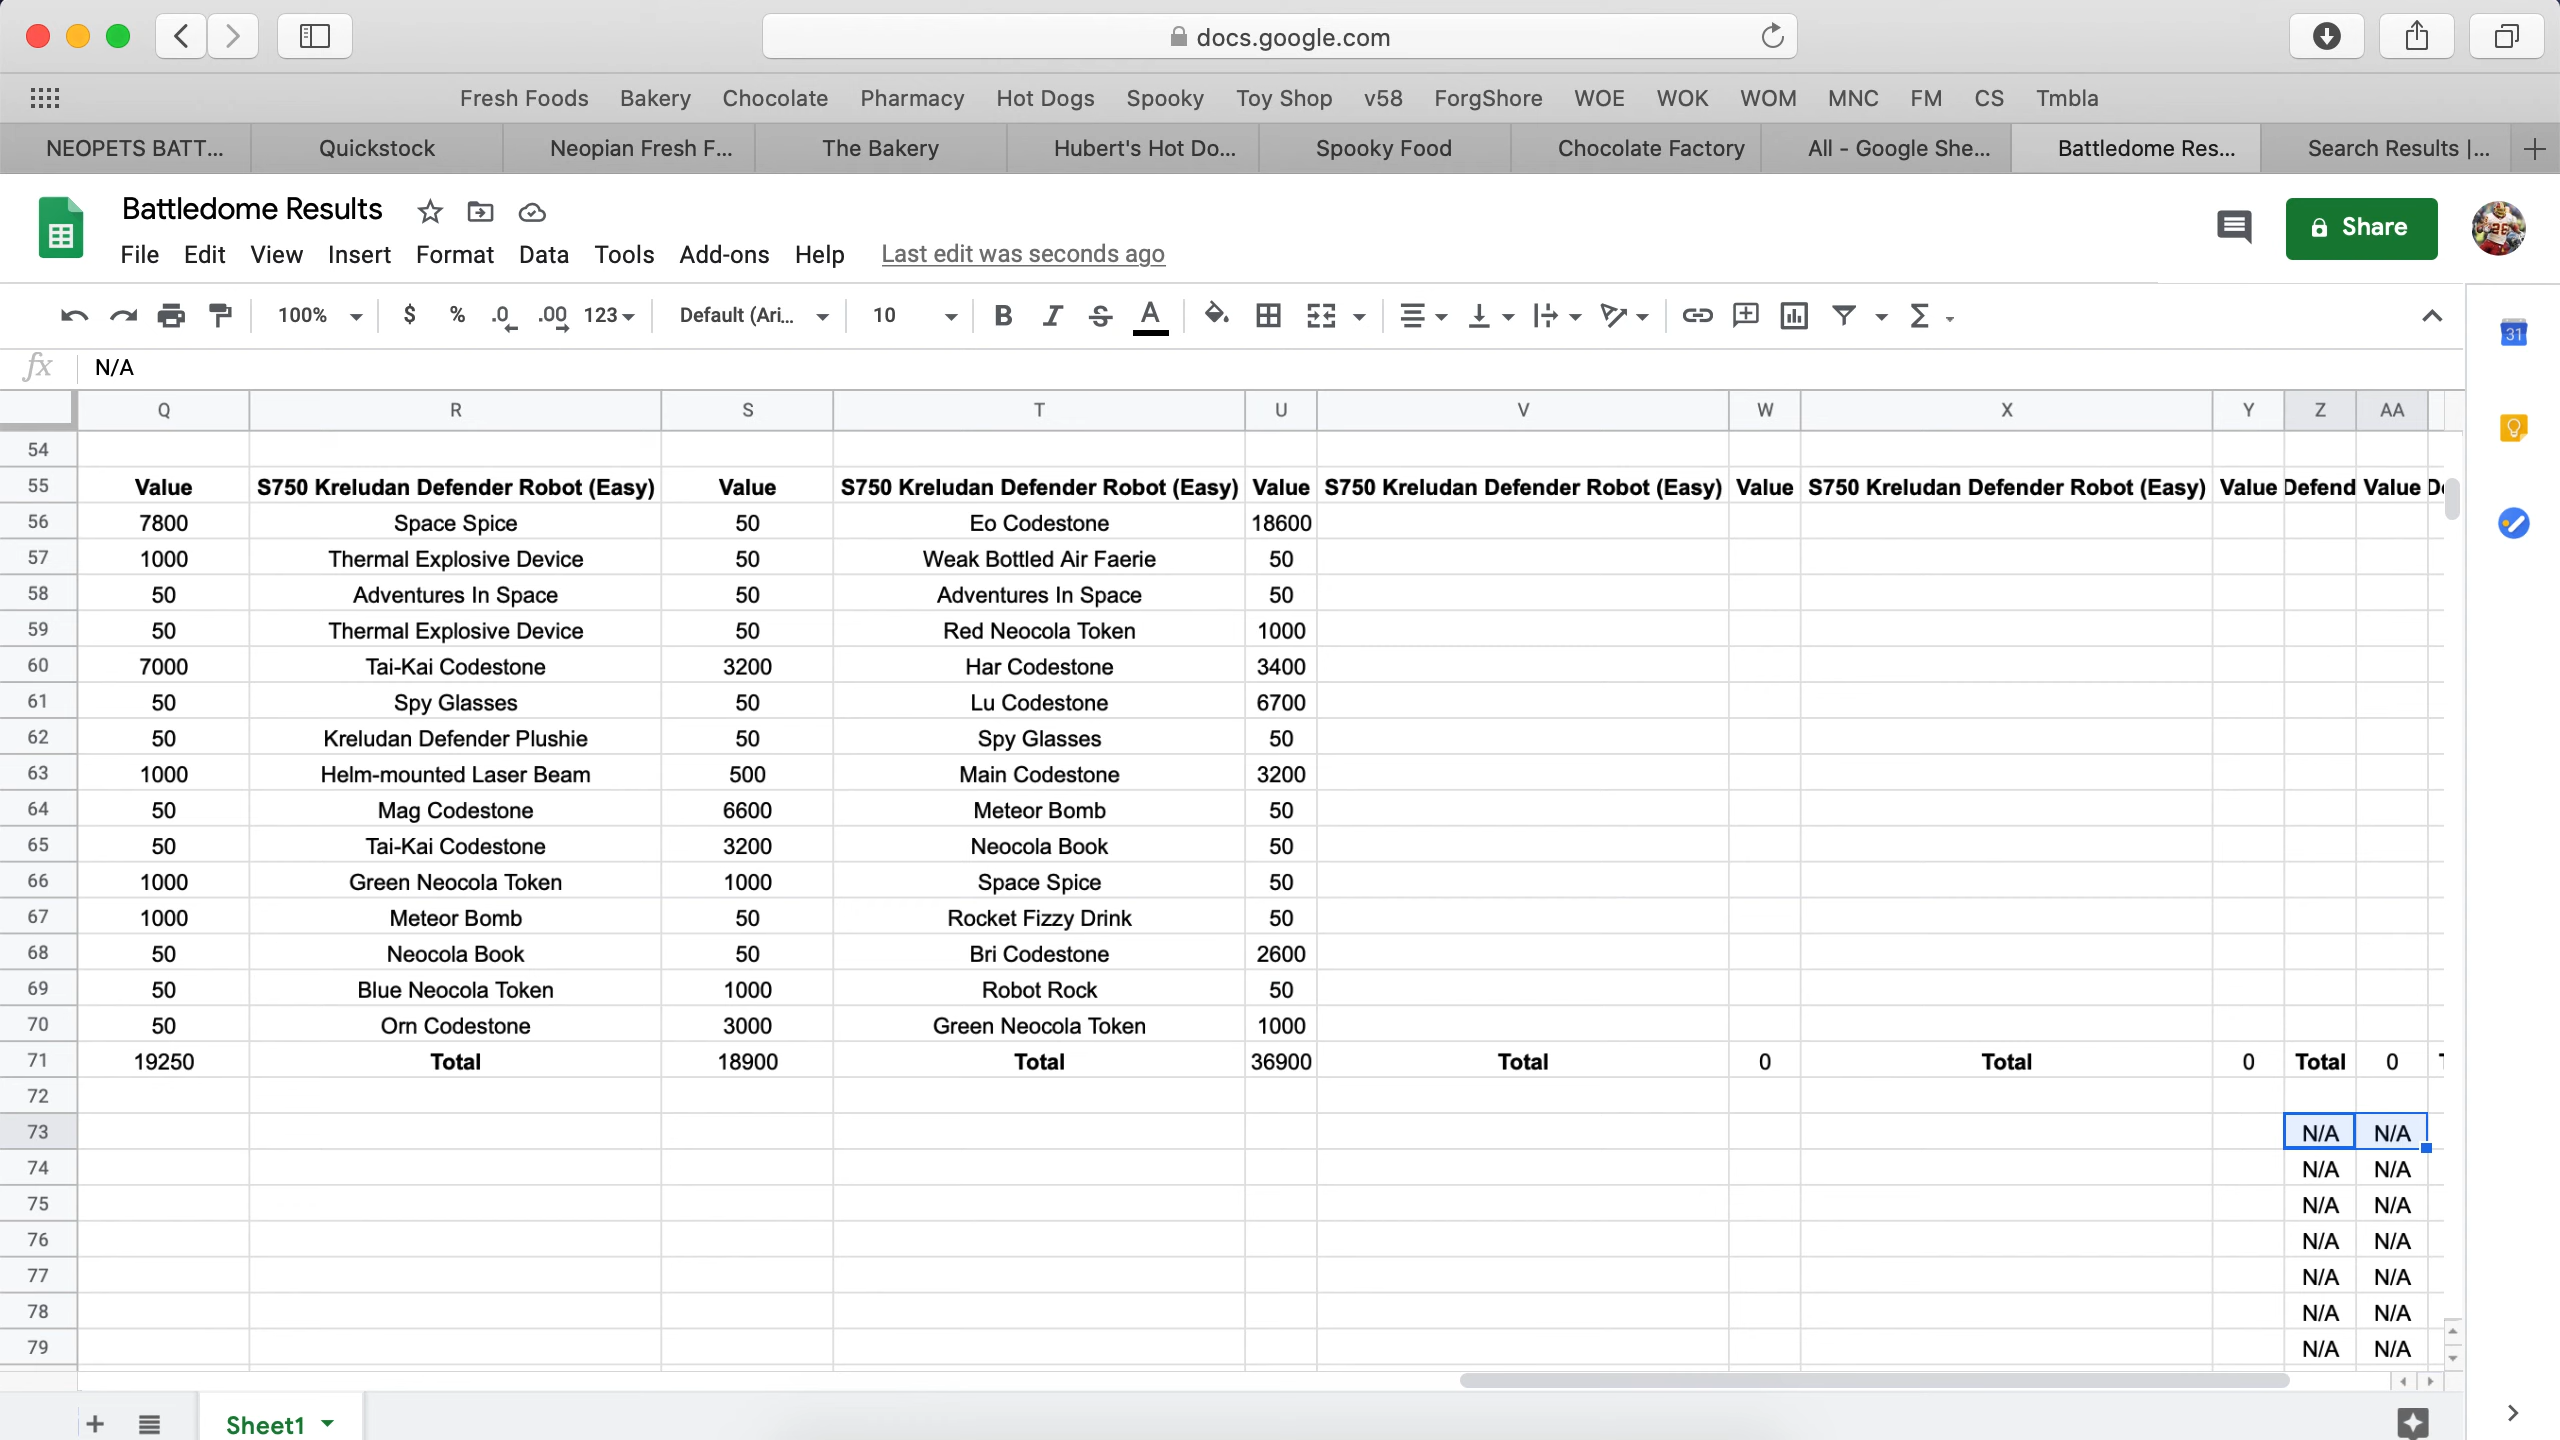 docs.google.com
Fresh Foods Bakery Chocolate Pharmacy Hot Dogs Spooky Toy Shop v58 ForgShore WOE WOK WOM MNC FM CS Tmbla
NEOPETS BATT... Quickstock Neopian Fresh F... The Bakery Hubert's Hot Do... Spooky Food Chocolate Factory All - Google She... Battledome Res... Search Results |...
Battledome Results
Share
File Edit View Insert Format Data Tools Add-ons Help Last edit was seconds ago
100% $ % .0 .00 123 Default (Ari... 10 B I S A Σ
31
fx N/A
Q R S T U V W X Y Z AA
54
55 Value S750 Kreludan Defender Robot (Easy) Value S750 Kreludan Defender Robot (Easy) Value S750 Kreludan Defender Robot (Easy) Value S750 Kreludan Defender Robot (Easy) Value Defend Value
56 7800 Space Spice 50 Eo Codestone 18600
57 1000 Thermal Explosive Device 50 Weak Bottled Air Faerie 50
58 50 Adventures In Space 50 Adventures In Space 50
59 50 Thermal Explosive Device 50 Red Neocola Token 1000
60 7000 Tai-Kai Codestone 3200 Har Codestone 3400
61 50 Spy Glasses 50 Lu Codestone 6700
62 50 Kreludan Defender Plushie 50 Spy Glasses 50
63 1000 Helm-mounted Laser Beam 500 Main Codestone 3200
64 50 Mag Codestone 6600 Meteor Bomb 50
65 50 Tai-Kai Codestone 3200 Neocola Book 50
66 1000 Green Neocola Token 1000 Space Spice 50
67 1000 Meteor Bomb 50 Rocket Fizzy Drink 50
68 50 Neocola Book 50 Bri Codestone 2600
69 50 Blue Neocola Token 1000 Robot Rock 50
70 50 Orn Codestone 3000 Green Neocola Token 1000
71 19250 Total 18900 Total 36900 Total 0 Total 0 Total 0
72
73 N/A N/A
74 N/A N/A
75 N/A N/A
76 N/A N/A
77 N/A N/A
78 N/A N/A
79 N/A N/A
Sheet1